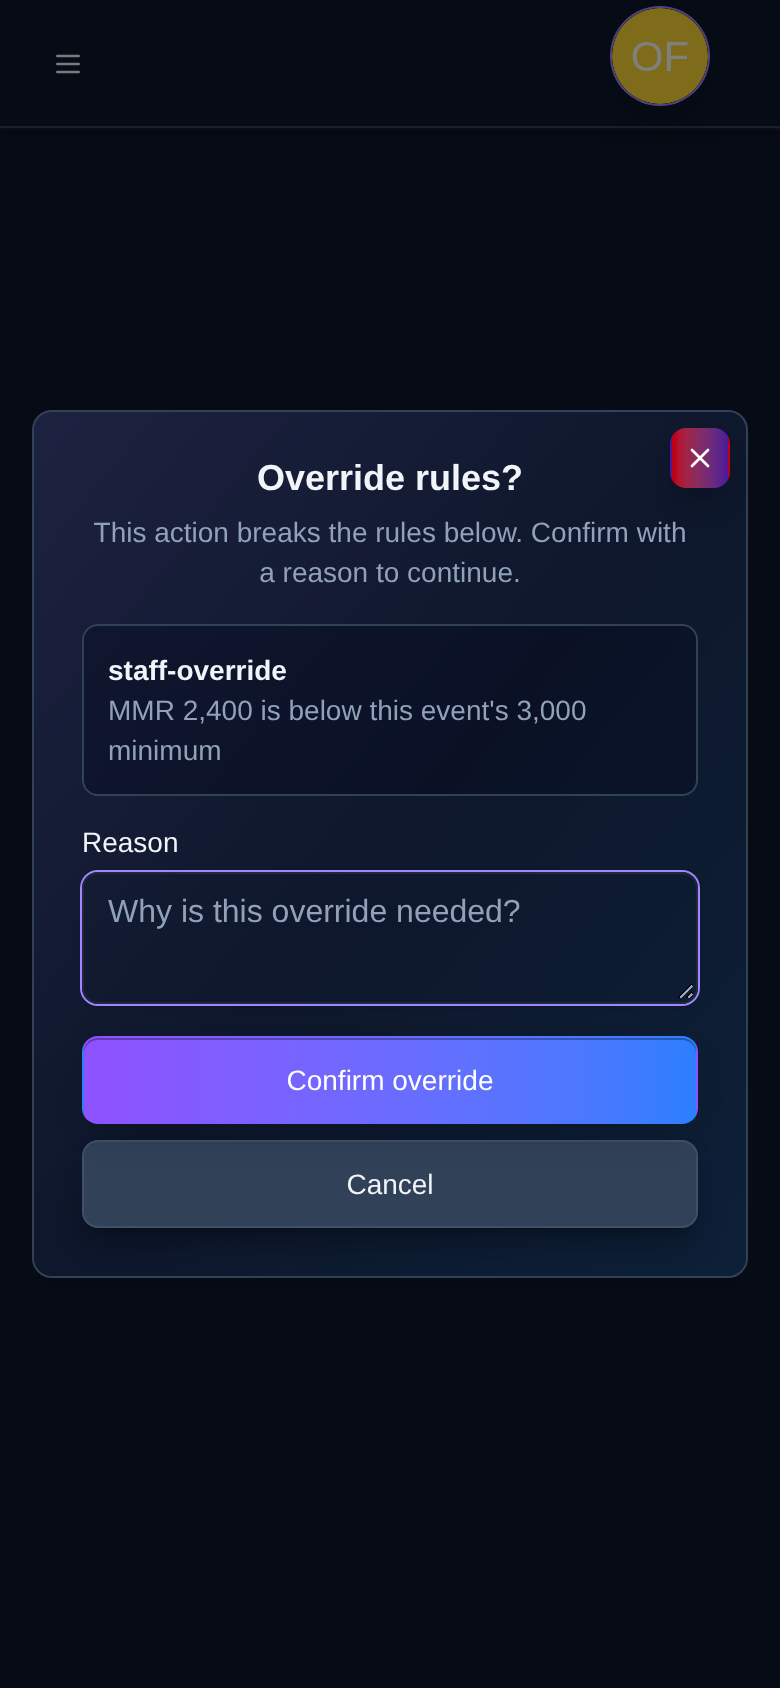 OF
Override rules?
This action breaks the rules below. Confirm with
a reason to continue.
staff-override
MMR 2,400 is below this event's 3,000
minimum
Reason
Why is this override needed?
Confirm override
Cancel